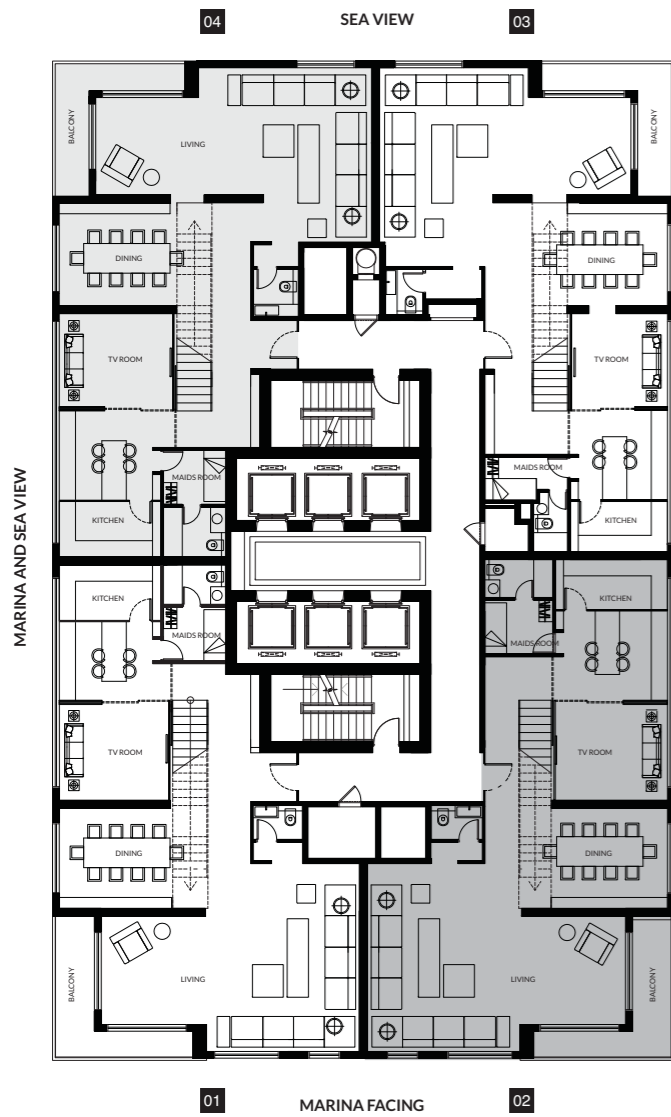 04
SEA VIEW
03
BALCONY
LIVING
BALCONY
DINING
DINING
TV ROOM
TV ROOM
MAIDS ROOM
MAIDS ROOM
KITCHEN
KITCHEN
MARINA AND SEA VIEW
KITCHEN
KITCHEN
MAIDS ROOM
MAIDS ROOM
TV ROOM
TV ROOM
DINING
DINING
BALCONY
LIVING
LIVING
BALCONY
01
MARINA FACING
02